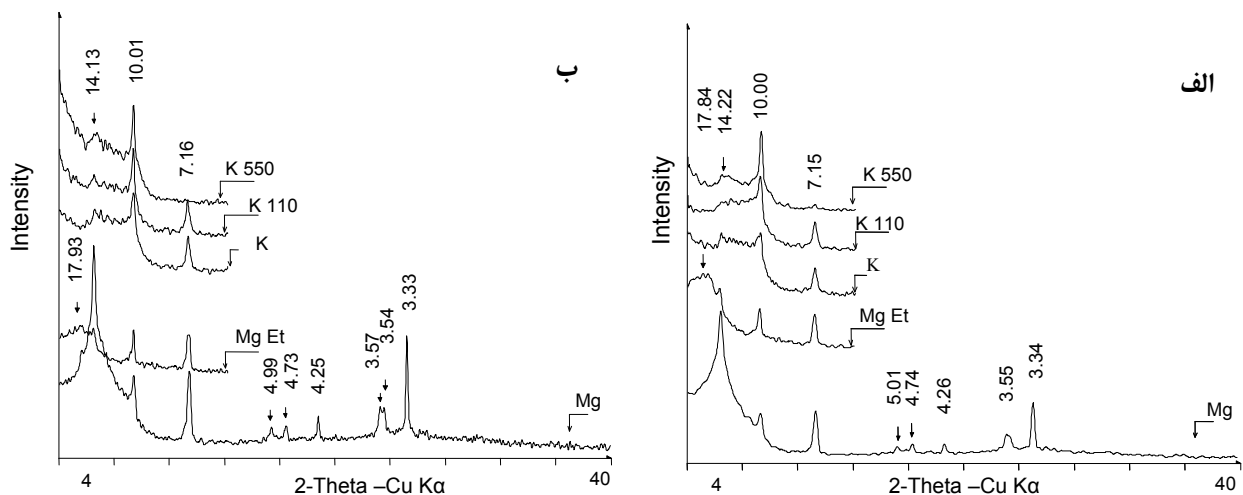 ب
14.13
10.01
7.16
17.93
K 550
K 110
K
Mg Et
4.99
4.73
4.25
3.57
3.54
3.33
Mg
Intensity
4
2-Theta –Cu Kα
40
الف
17.84
14.22
10.00
7.15
K 550
K 110
K
Mg Et
5.01
4.74
4.26
3.55
3.34
Mg
Intensity
4
2-Theta –Cu Kα
40